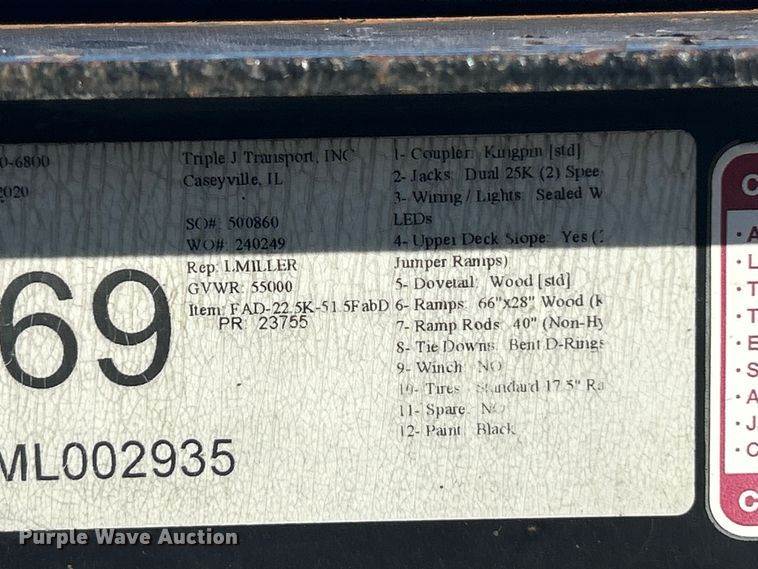 0-6800
2020
69
ML002935
Triple J Transport, INC
Caseyville, IL
SO#: 500860
WO#: 240249
Rep: LMILLER
GVWR: 55000
Item: FAD-22.5K-51.5FabD
PR: 23755
1- Coupler: Kingpin [std]
2- Jacks: Dual 25K (2) Spee
3- Wiring / Lights: Sealed W
LEDs
4- Upper Deck Slope: Yes (
Jumper Ramps)
5- Dovetail: Wood [std]
6- Ramps: 66"x28" Wood (k
7- Ramp Rods: 40" (Non-Hy
8- Tie Downs: Bent D-Rings
9- Winch: NO
10- Tires: Standard 17.5" Ra
11- Spare: NO
12- Paint: Black
C
· A
· L
· T
· T
· E
· S
· A
· J
· C
C
Purple Wave Auction